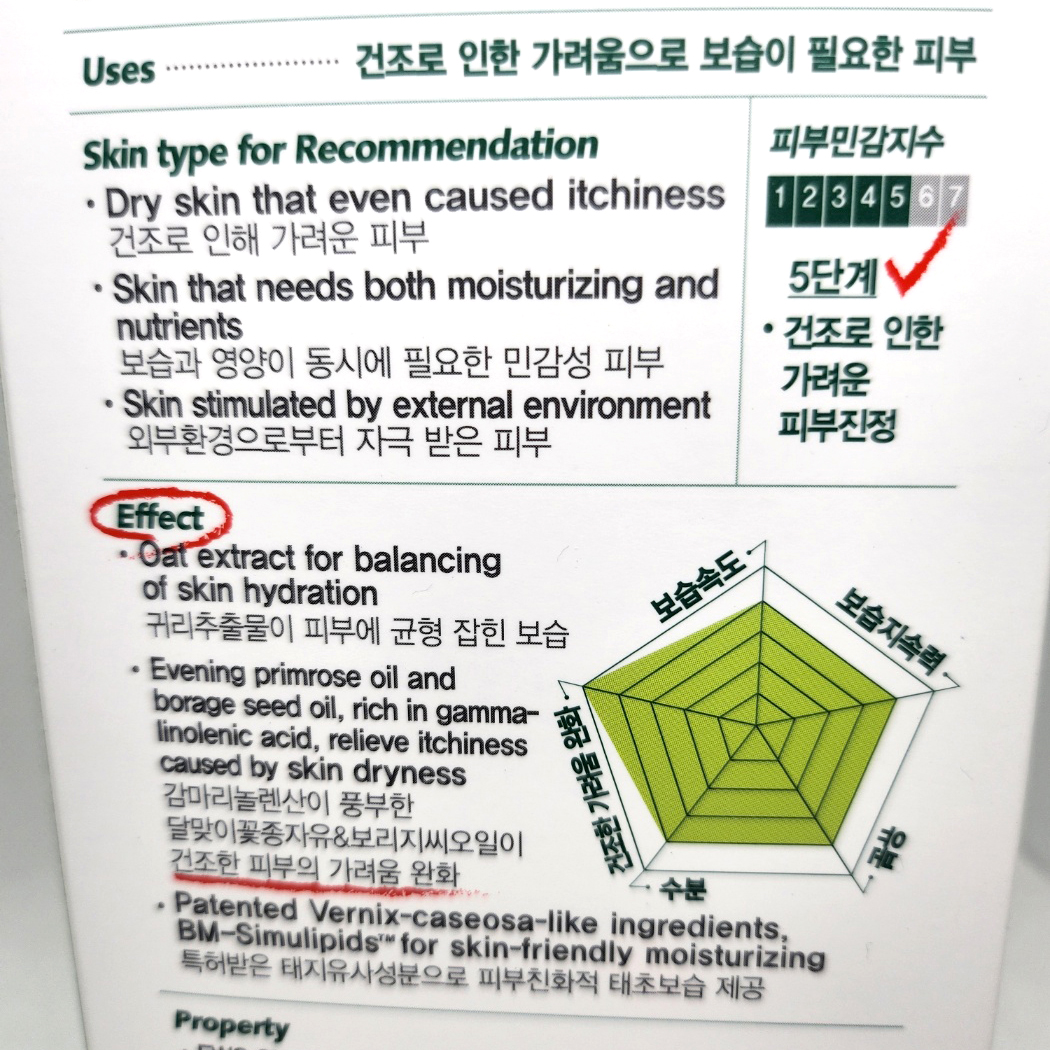 Uses ···················· 건조로 인한 가려움으로 보습이 필요한 피부
Skin type for Recommendation
· Dry skin that even caused itchiness
건조로 인해 가려운 피부
· Skin that needs both moisturizing and
nutrients
보습과 영양이 동시에 필요한 민감성 피부
· Skin stimulated by external environment
외부환경으로부터 자극 받은 피부
피부민감지수
1 2 3 4 5 6 7
5단계
• 건조로 인한
가려운
피부진정
Effect
· Oat extract for balancing
of skin hydration
귀리추출물이 피부에 균형 잡힌 보습
· Evening primrose oil and
borage seed oil, rich in gamma-
linolenic acid, relieve itchiness
caused by skin dryness
감마리놀렌산이 풍부한
달맞이꽃종자유&보리지씨오일이
건조한 피부의 가려움 완화
· Patented Vernix-caseosa-like ingredients,
BM-Simulipids™ for skin-friendly moisturizing
특허받은 태지유사성분으로 피부친화적 태초보습 제공
보습속도
보습지속력
건조한 가려움 완화
수분
Property